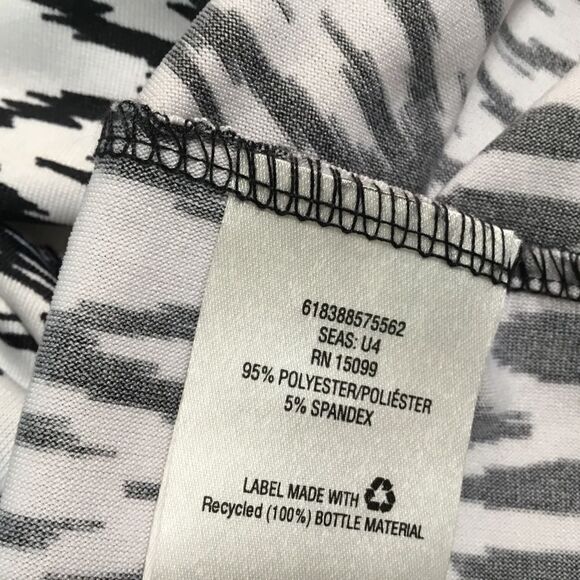 618388575562
SEAS: U4
RN 15099
95% POLYESTER/POLIÉSTER
5% SPANDEX
LABEL MADE WITH
Recycled (100%) BOTTLE MATERIAL